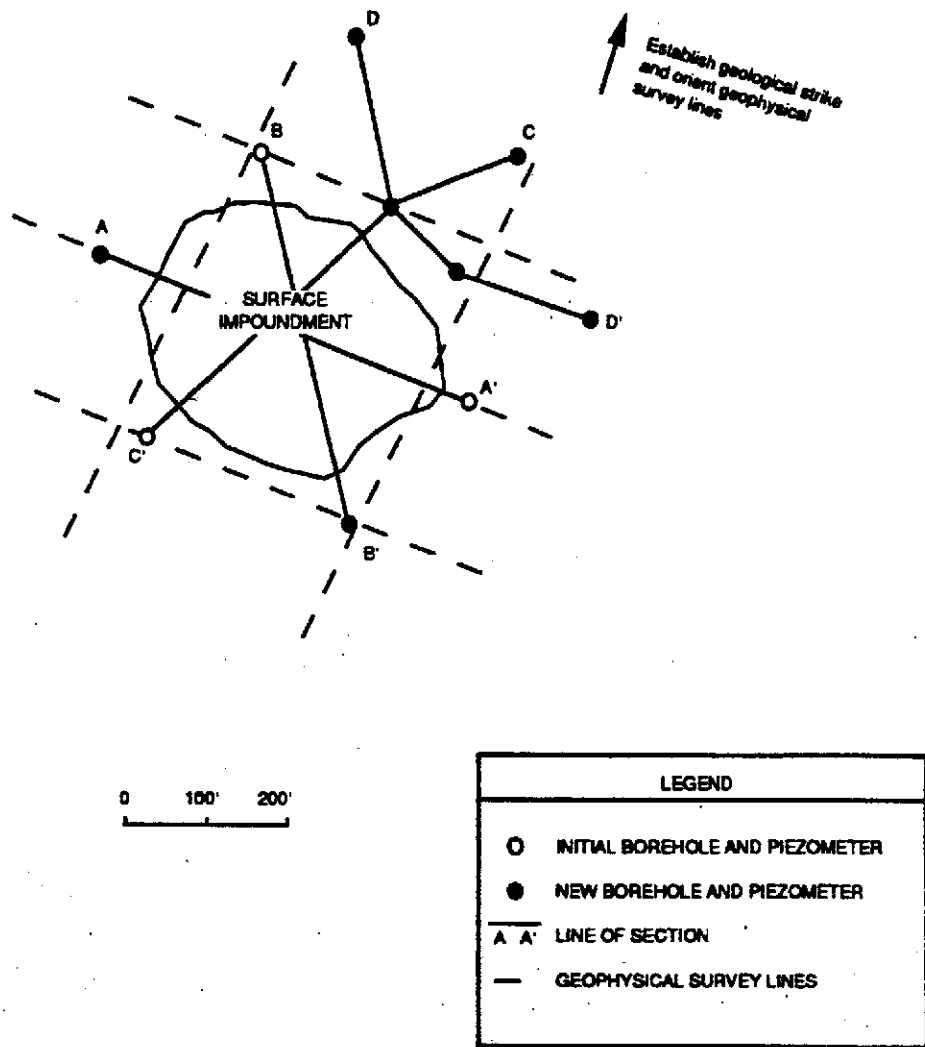 D
Establish geological strike
and orient geophysical
survey lines
B
C
A
SURFACE
IMPOUNDMENT
D'
A'
C'
B'
0 100' 200'
LEGEND
INITIAL BOREHOLE AND PIEZOMETER
NEW BOREHOLE AND PIEZOMETER
A A' LINE OF SECTION
GEOPHYSICAL SURVEY LINES